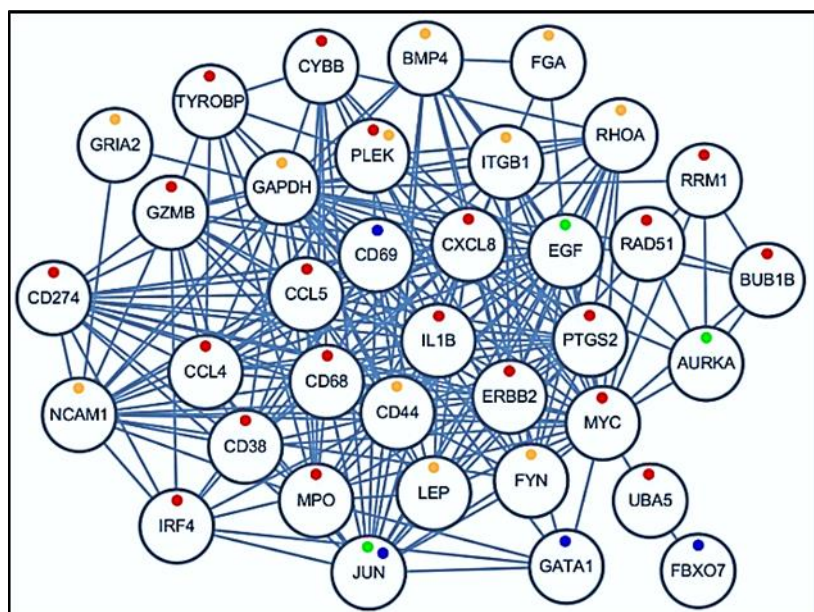 CYBB
BMP4
FGA
TYROBP
GRIA2
PLEK
ITGB1
RHOA
GAPDH
RRM1
GZMB
CD69
CXCL8
EGF
RAD51
BUB1B
CD274
CCL5
IL1B
PTGS2
AURKA
CCL4
CD68
NCAM1
CD44
ERBB2
MYC
CD38
MPO
LEP
FYN
UBA5
IRF4
JUN
GATA1
FBXO7